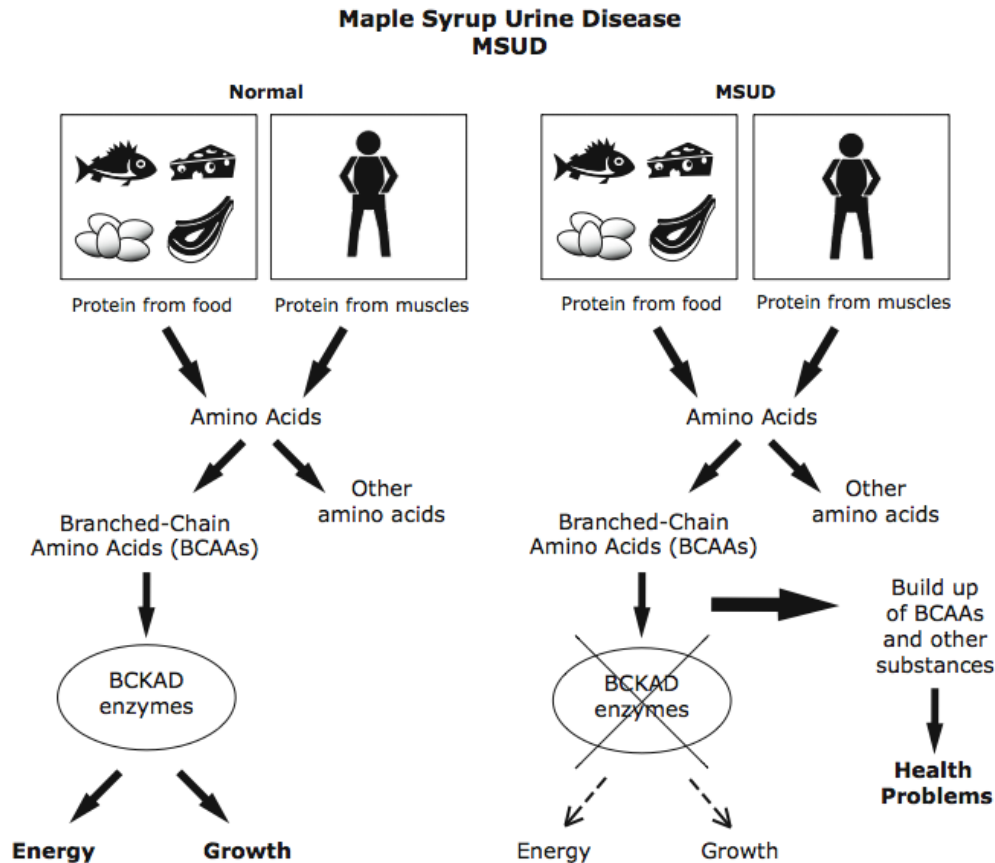 Maple Syrup Urine Disease
MSUD
Normal
Protein from food
Protein from muscles
Amino Acids
Other
amino acids
Branched-Chain
Amino Acids (BCAAs)
BCKAD
enzymes
Energy
Growth
MSUD
Protein from food
Protein from muscles
Amino Acids
Other
amino acids
Branched-Chain
Amino Acids (BCAAs)
Build up
of BCAAs
and other
substances
BCKAD
enzymes
Health
Problems
Energy
Growth